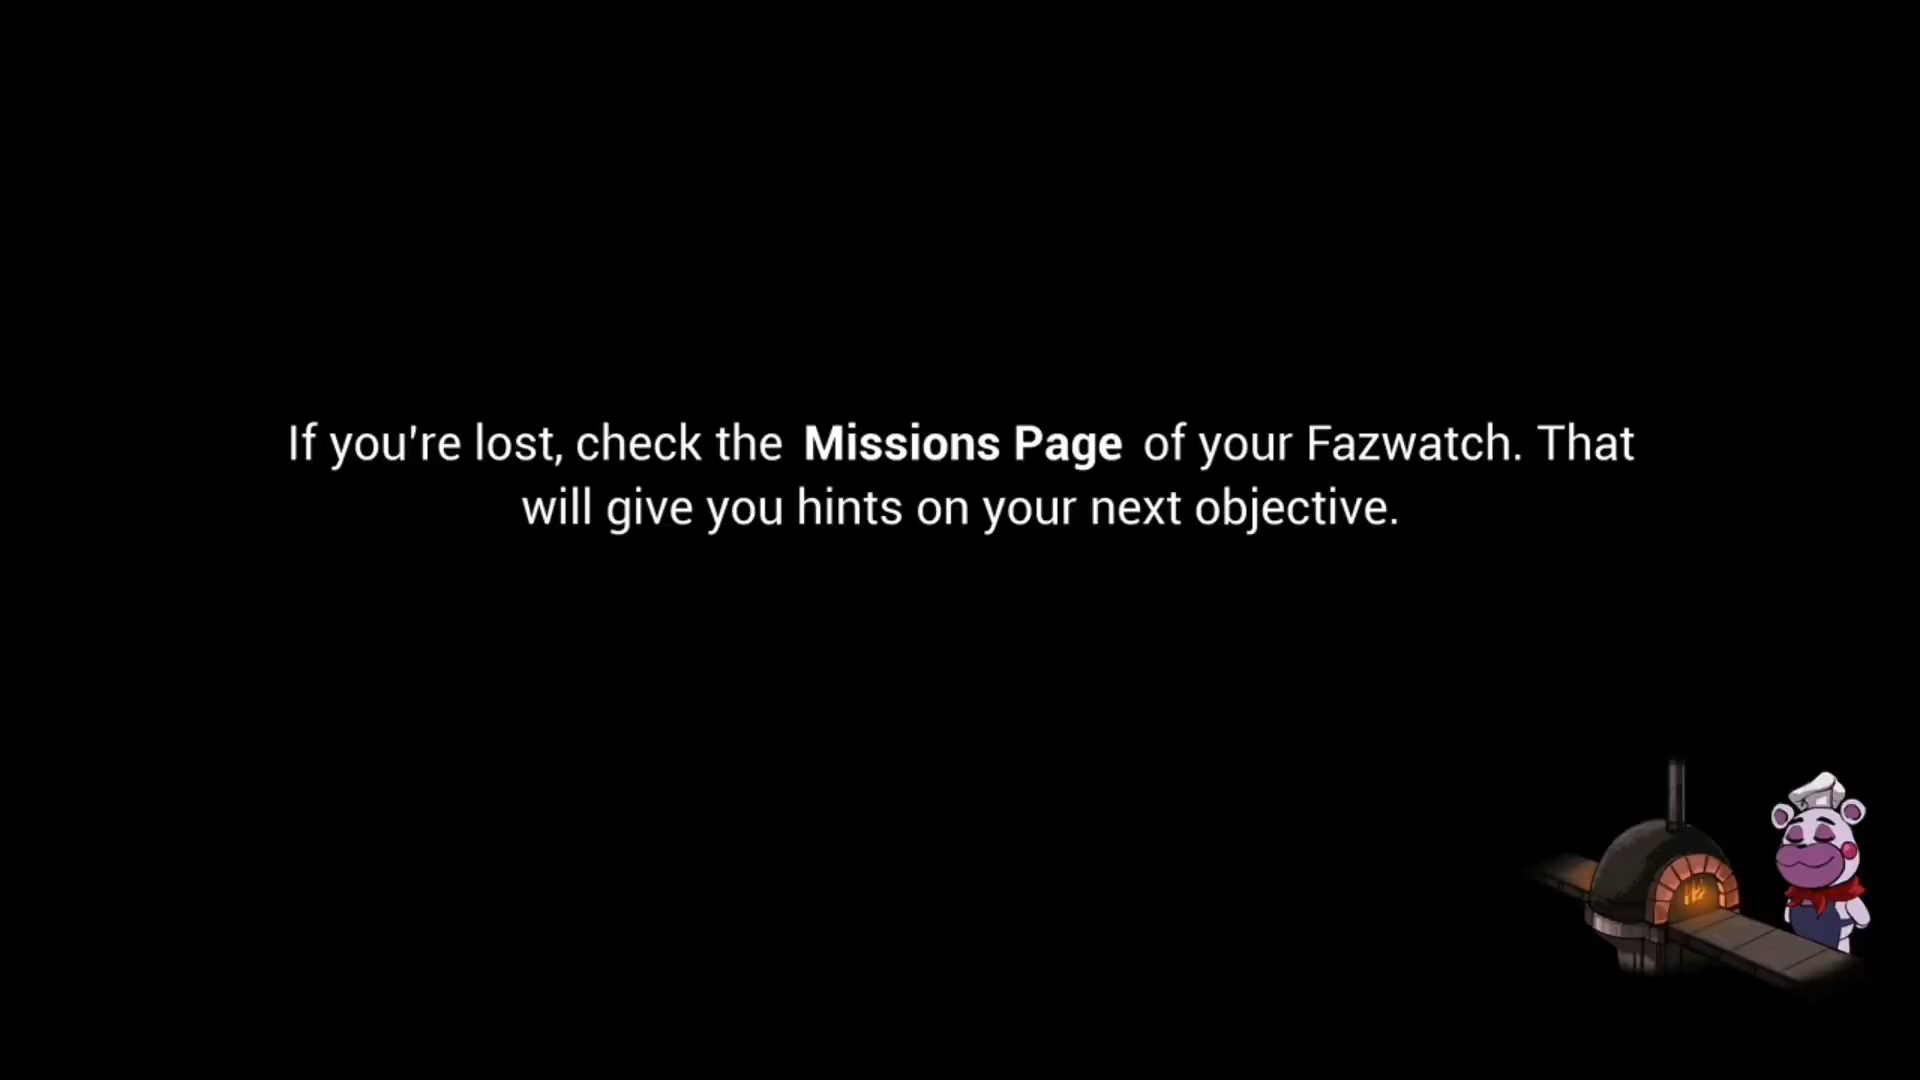 If you're lost, check the Missions Page of your Fazwatch. That
will give you hints on your next objective.